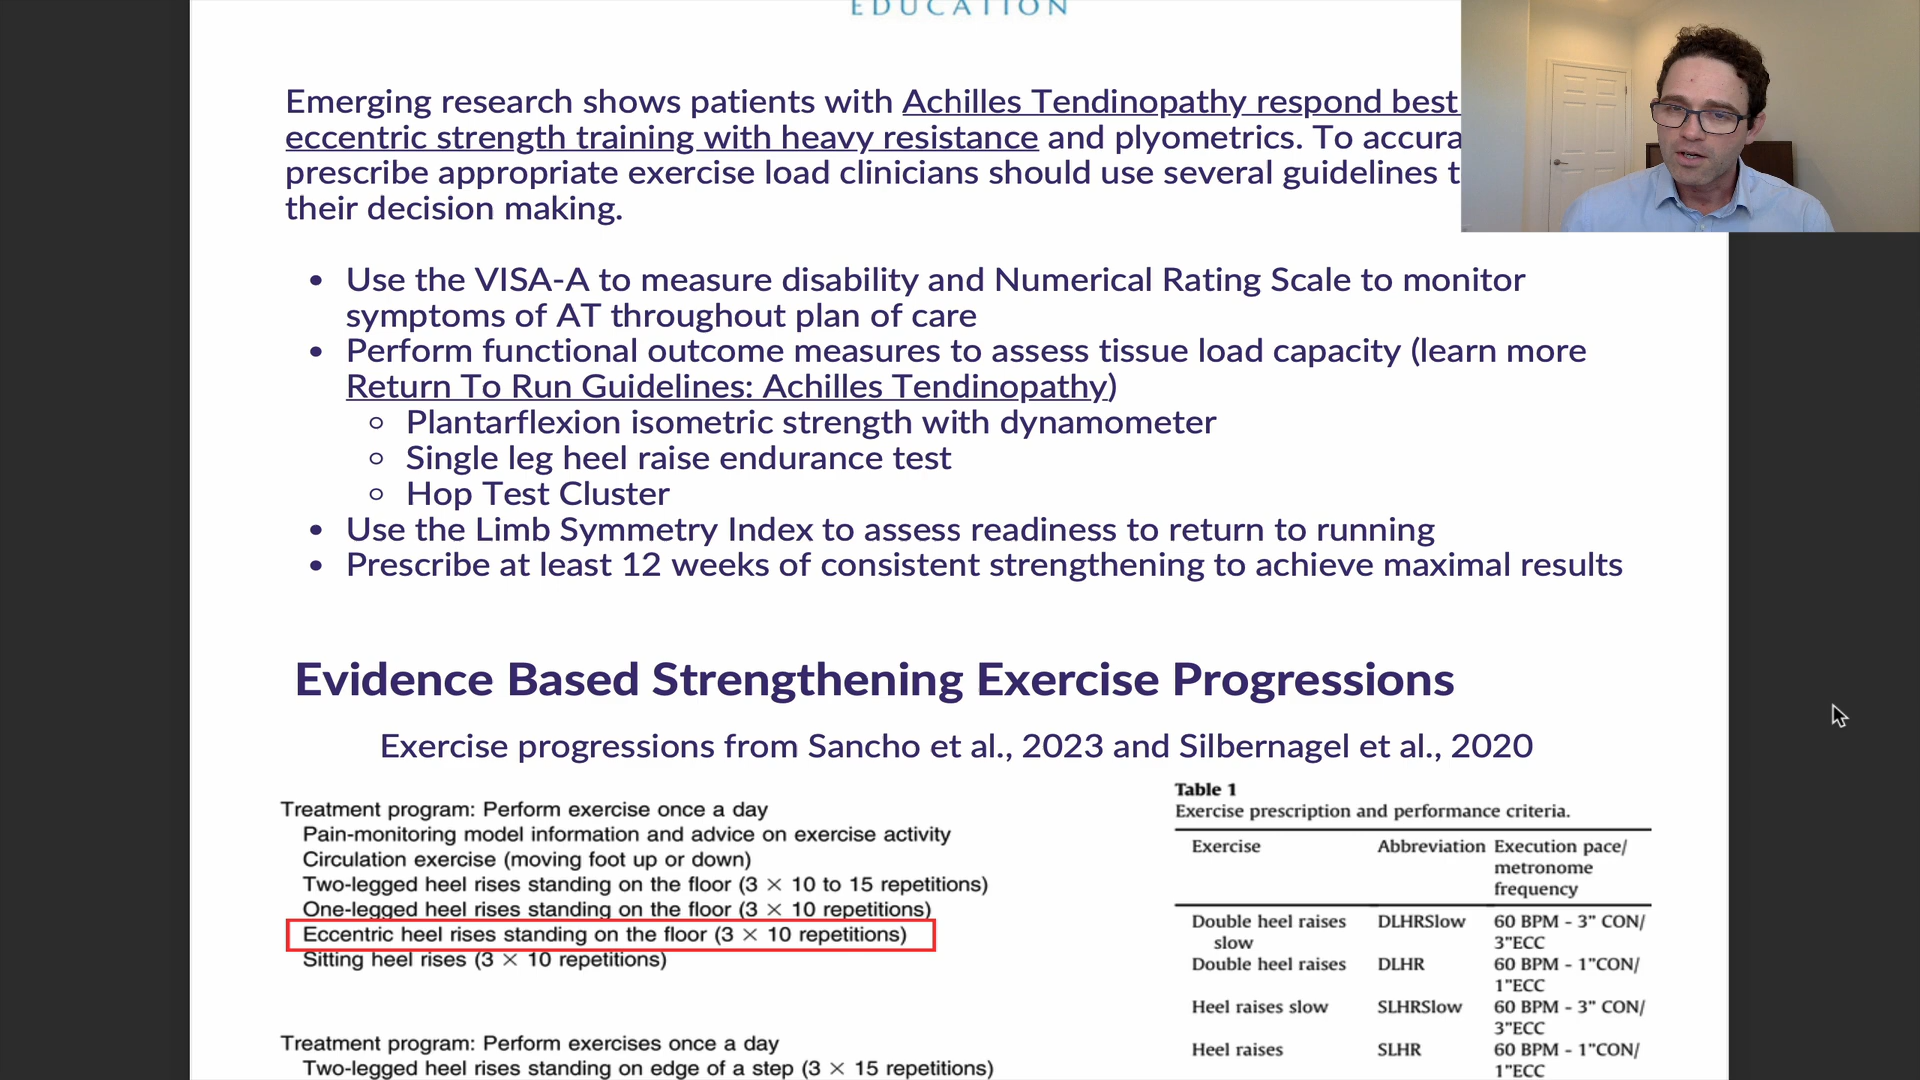 EDUCATION
Emerging research shows patients with Achilles Tendinopathy respond best
eccentric strength training with heavy resistance and plyometrics. To accura
prescribe appropriate exercise load clinicians should use several guidelines t
their decision making.
• Use the VISA-A to measure disability and Numerical Rating Scale to monitor
symptoms of AT throughout plan of care
• Perform functional outcome measures to assess tissue load capacity (learn more
Return To Run Guidelines: Achilles Tendinopathy)
○ Plantarflexion isometric strength with dynamometer
○ Single leg heel raise endurance test
○ Hop Test Cluster
• Use the Limb Symmetry Index to assess readiness to return to running
• Prescribe at least 12 weeks of consistent strengthening to achieve maximal results
Evidence Based Strengthening Exercise Progressions
Exercise progressions from Sancho et al., 2023 and Silbernagel et al., 2020
Treatment program: Perform exercise once a day
Pain-monitoring model information and advice on exercise activity
Circulation exercise (moving foot up or down)
Two-legged heel rises standing on the floor (3 × 10 to 15 repetitions)
One-legged heel rises standing on the floor (3 × 10 repetitions)
Eccentric heel rises standing on the floor (3 × 10 repetitions)
Sitting heel rises (3 × 10 repetitions)
Treatment program: Perform exercises once a day
Two-legged heel rises standing on edge of a step (3 × 15 repetitions)
Table 1
Exercise prescription and performance criteria.
Exercise Abbreviation Execution pace/
metronome
frequency
Double heel raises DLHRSlow 60 BPM - 3" CON/
slow 3"ECC
Double heel raises DLHR 60 BPM - 1"CON/
1"ECC
Heel raises slow SLHRSlow 60 BPM - 3" CON/
3"ECC
Heel raises SLHR 60 BPM - 1"CON/
1"ECC